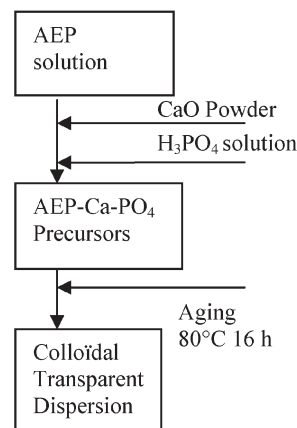 AEP
solution
CaO Powder
H₃PO₄ solution
AEP-Ca-PO₄
Precursors
Aging
80°C 16 h
Colloïdal
Transparent
Dispersion